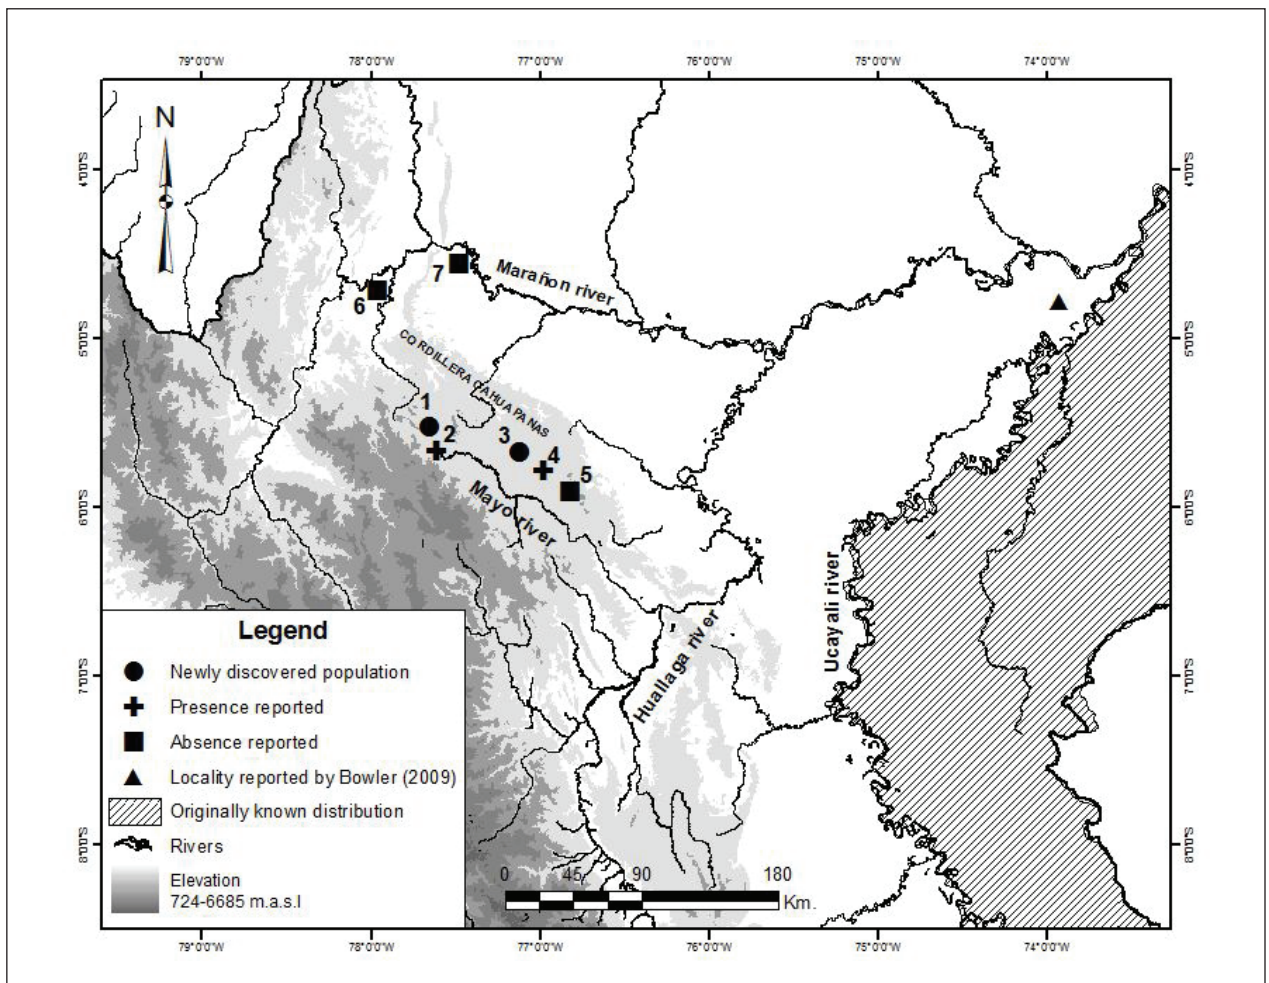 79°0'0"W 78°0'0"W 77°0'0"W 76°0'0"W 75°0'0"W 74°0'0"W
N
4°0'0"S 4°0'0"S
7
Marañon river
6
5°0'0"S 5°0'0"S
CORDILLERA CAHUAPANAS
1
2
3
4
5
Mayo river
6°0'0"S 6°0'0"S
Ucayali river
Huallaga river
7°0'0"S 7°0'0"S
Legend
Newly discovered population
Presence reported
Absence reported
Locality reported by Bowler (2009)
Originally known distribution
Rivers
Elevation
724-6685 m.a.s.l
8°0'0"S 8°0'0"S
0 45 90 180
Km.
79°0'0"W 78°0'0"W 77°0'0"W 76°0'0"W 75°0'0"W 74°0'0"W